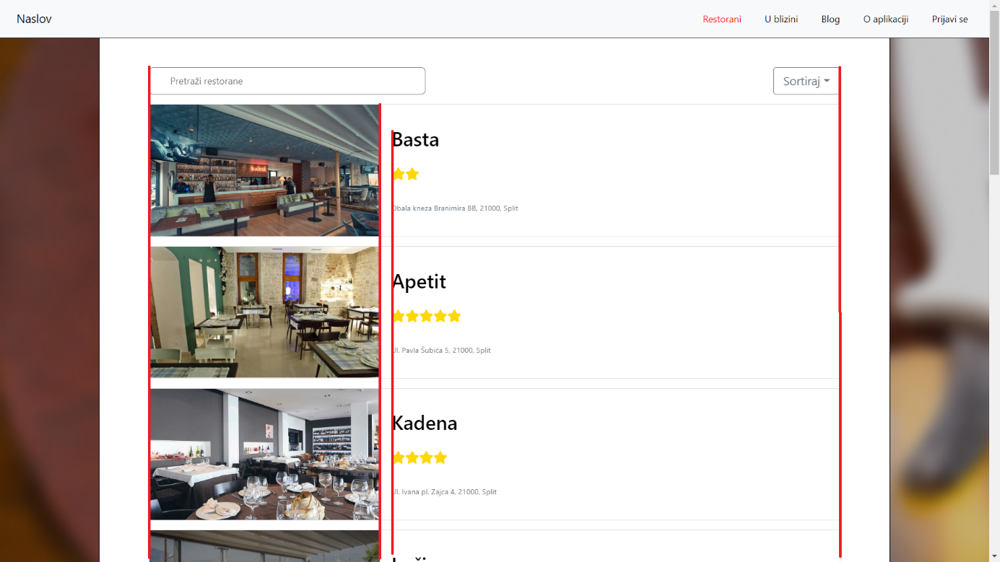 Naslov
Restorani
U blizini
Blog
O aplikaciji
Prijavi se
Pretraži restorane
Sortiraj
BASTA
Basta
Obala kneza Branimira BB, 21000, Split
Apetit
Ul. Pavla Šubića 5, 21000, Split
Kadena
Ul. Ivana pl. Zajca 4, 21000, Split